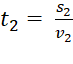 t₂ = s₂/v₂